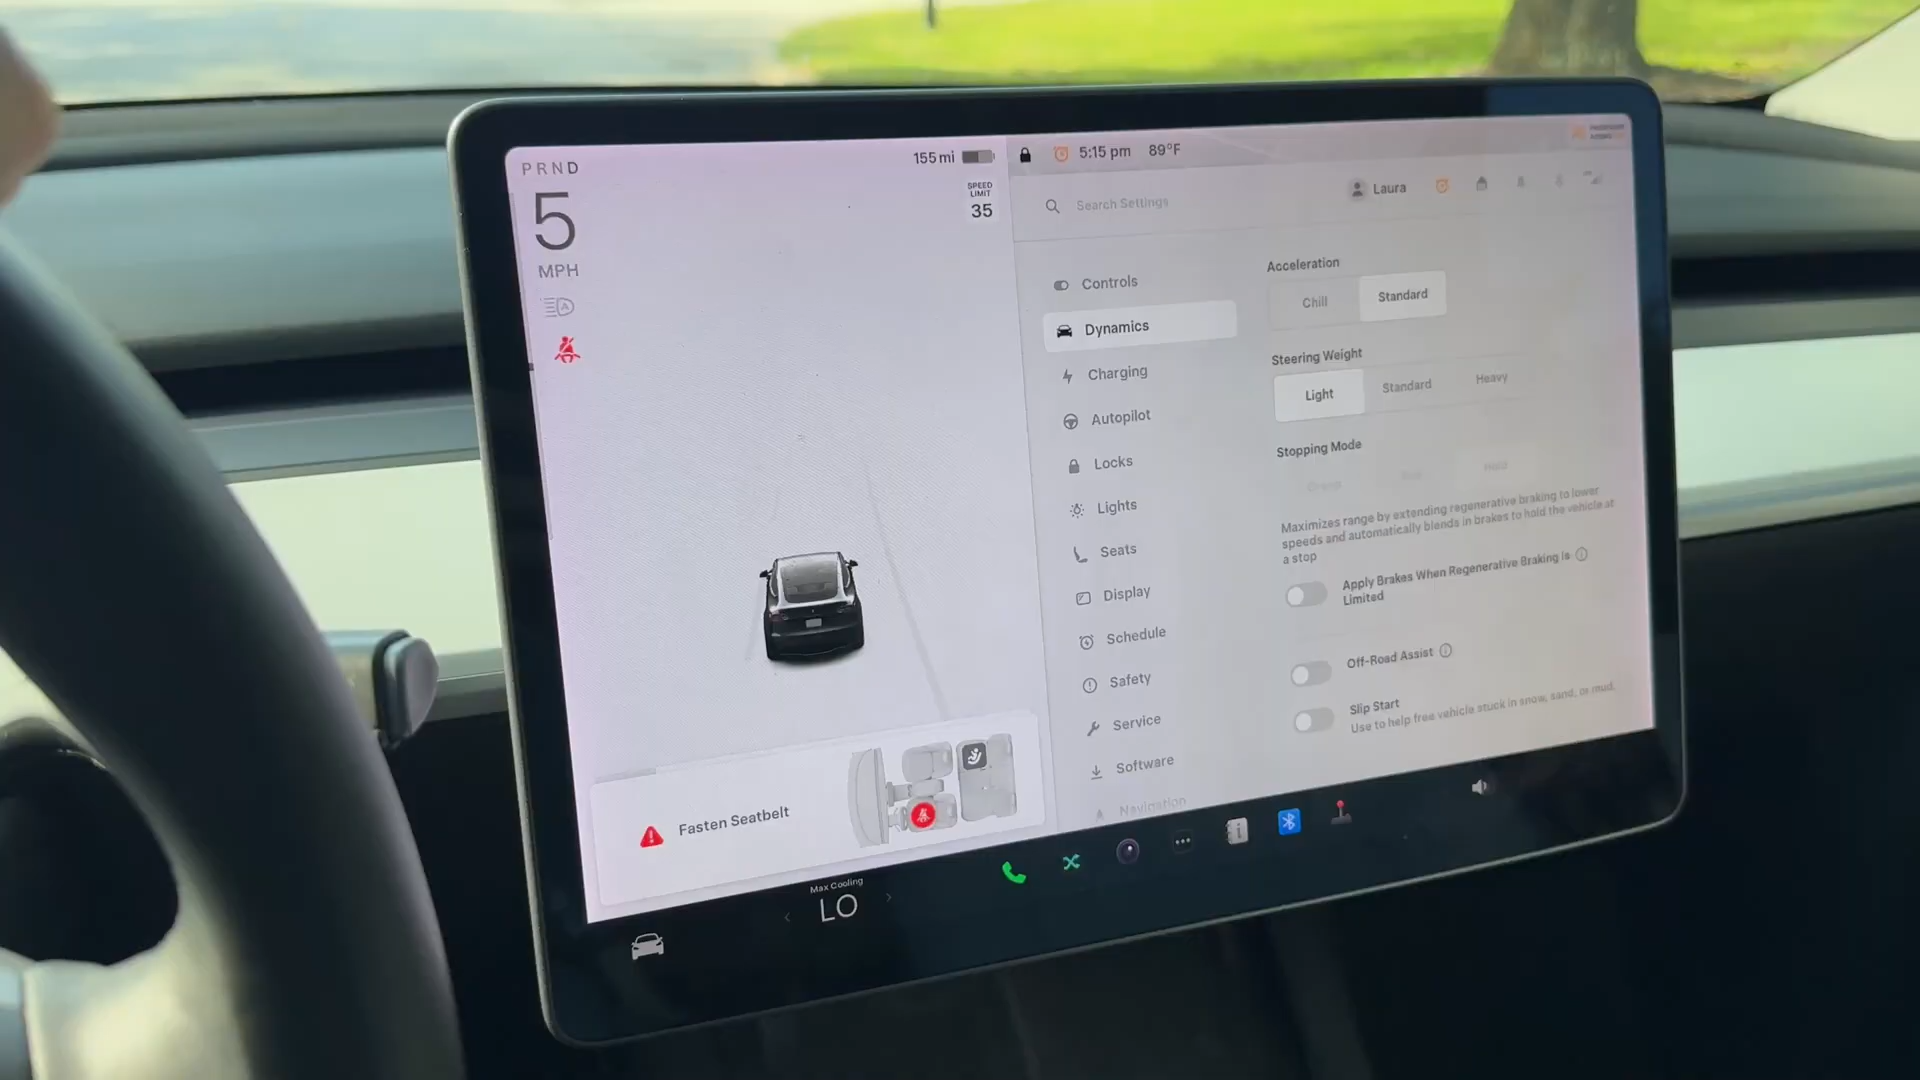 PRND
155 mi
5
MPH
SPEED
LIMIT
35
5:15 pm
89°F
Search Settings
Laura
Controls
Dynamics
Charging
Autopilot
Locks
Lights
Seats
Display
Schedule
Safety
Service
Software
Navigation
Acceleration
Chill
Standard
Steering Weight
Light
Standard
Heavy
Stopping Mode
Hold
Maximizes range by extending regenerative braking to lower
speeds and automatically blends in brakes to hold the vehicle at
a stop
Apply Brakes When Regenerative Braking is
Limited
Off-Road Assist
Slip Start
Use to help free vehicle stuck in snow, sand, or mud.
Fasten Seatbelt
Max Cooling
LO